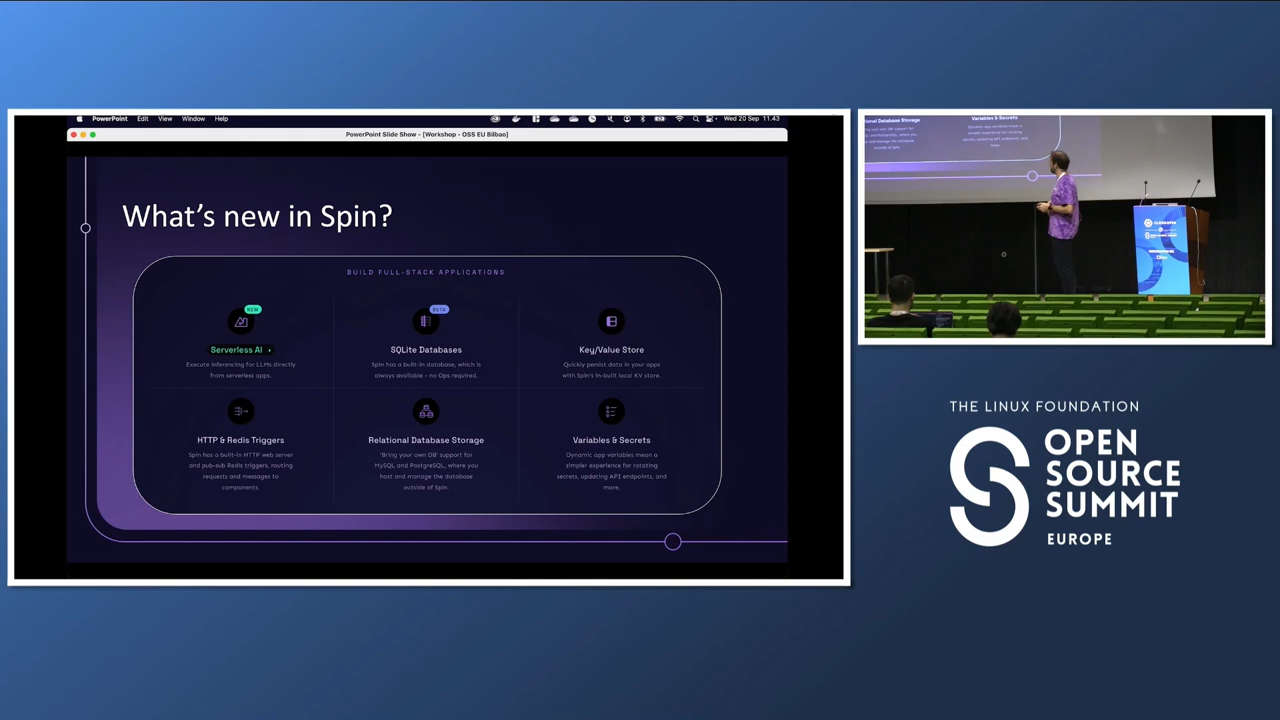 PowerPoint Edit View Window Help
Wed 20 Sep 11.43
PowerPoint Slide Show - [Workshop - OSS EU Bilbao]
What's new in Spin?
BUILD FULL-STACK APPLICATIONS
NEW
Serverless AI
Execute inferencing for LLMs directly
from serverless apps.
BETA
SQLite Databases
Spin has a built-in database, which is
always available - no Ops required.
Key/Value Store
Quickly persist data in your apps
with Spin's in-built local KV store.
HTTP & Redis Triggers
Spin has a built-in HTTP web server
and pub-sub Redis triggers, routing
requests and messages to
components.
Relational Database Storage
'Bring your own DB' support for
MySQL and PostgreSQL, where you
host and manage the database
outside of Spin.
Variables & Secrets
Dynamic app variables mean a
simpler experience for rotating
secrets, updating API endpoints, and
more.
Database Storage
Variables & Secrets
THE LINUX FOUNDATION
OPEN
SOURCE
SUMMIT
EUROPE